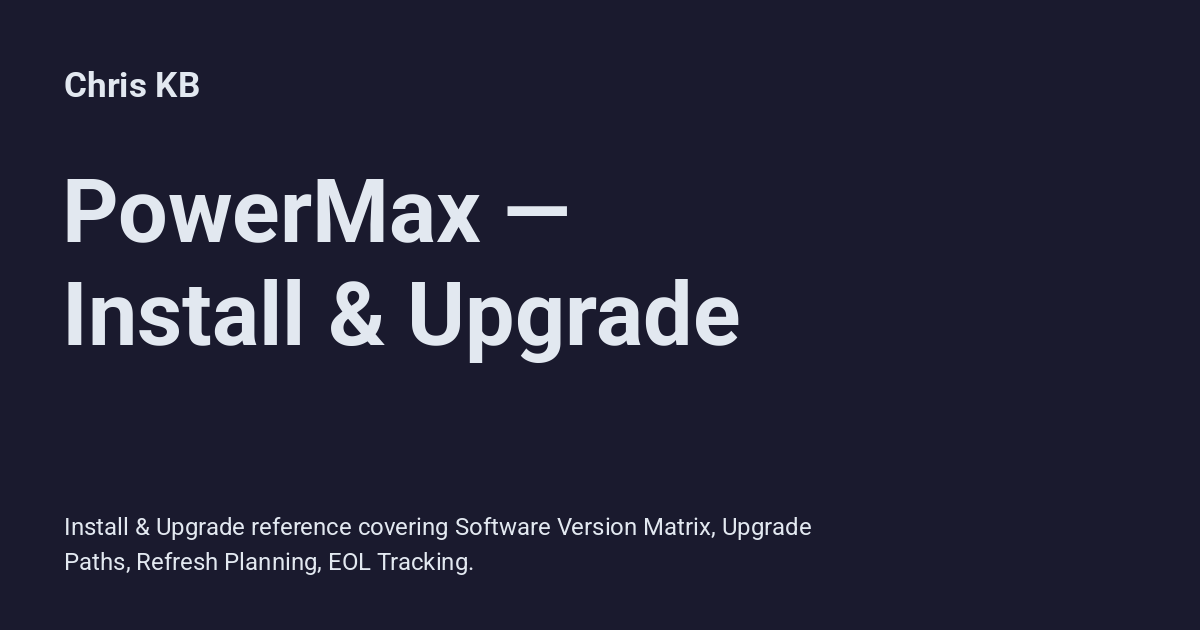 Chris KB
PowerMax —
Install & Upgrade
Install & Upgrade reference covering Software Version Matrix, Upgrade
Paths, Refresh Planning, EOL Tracking.